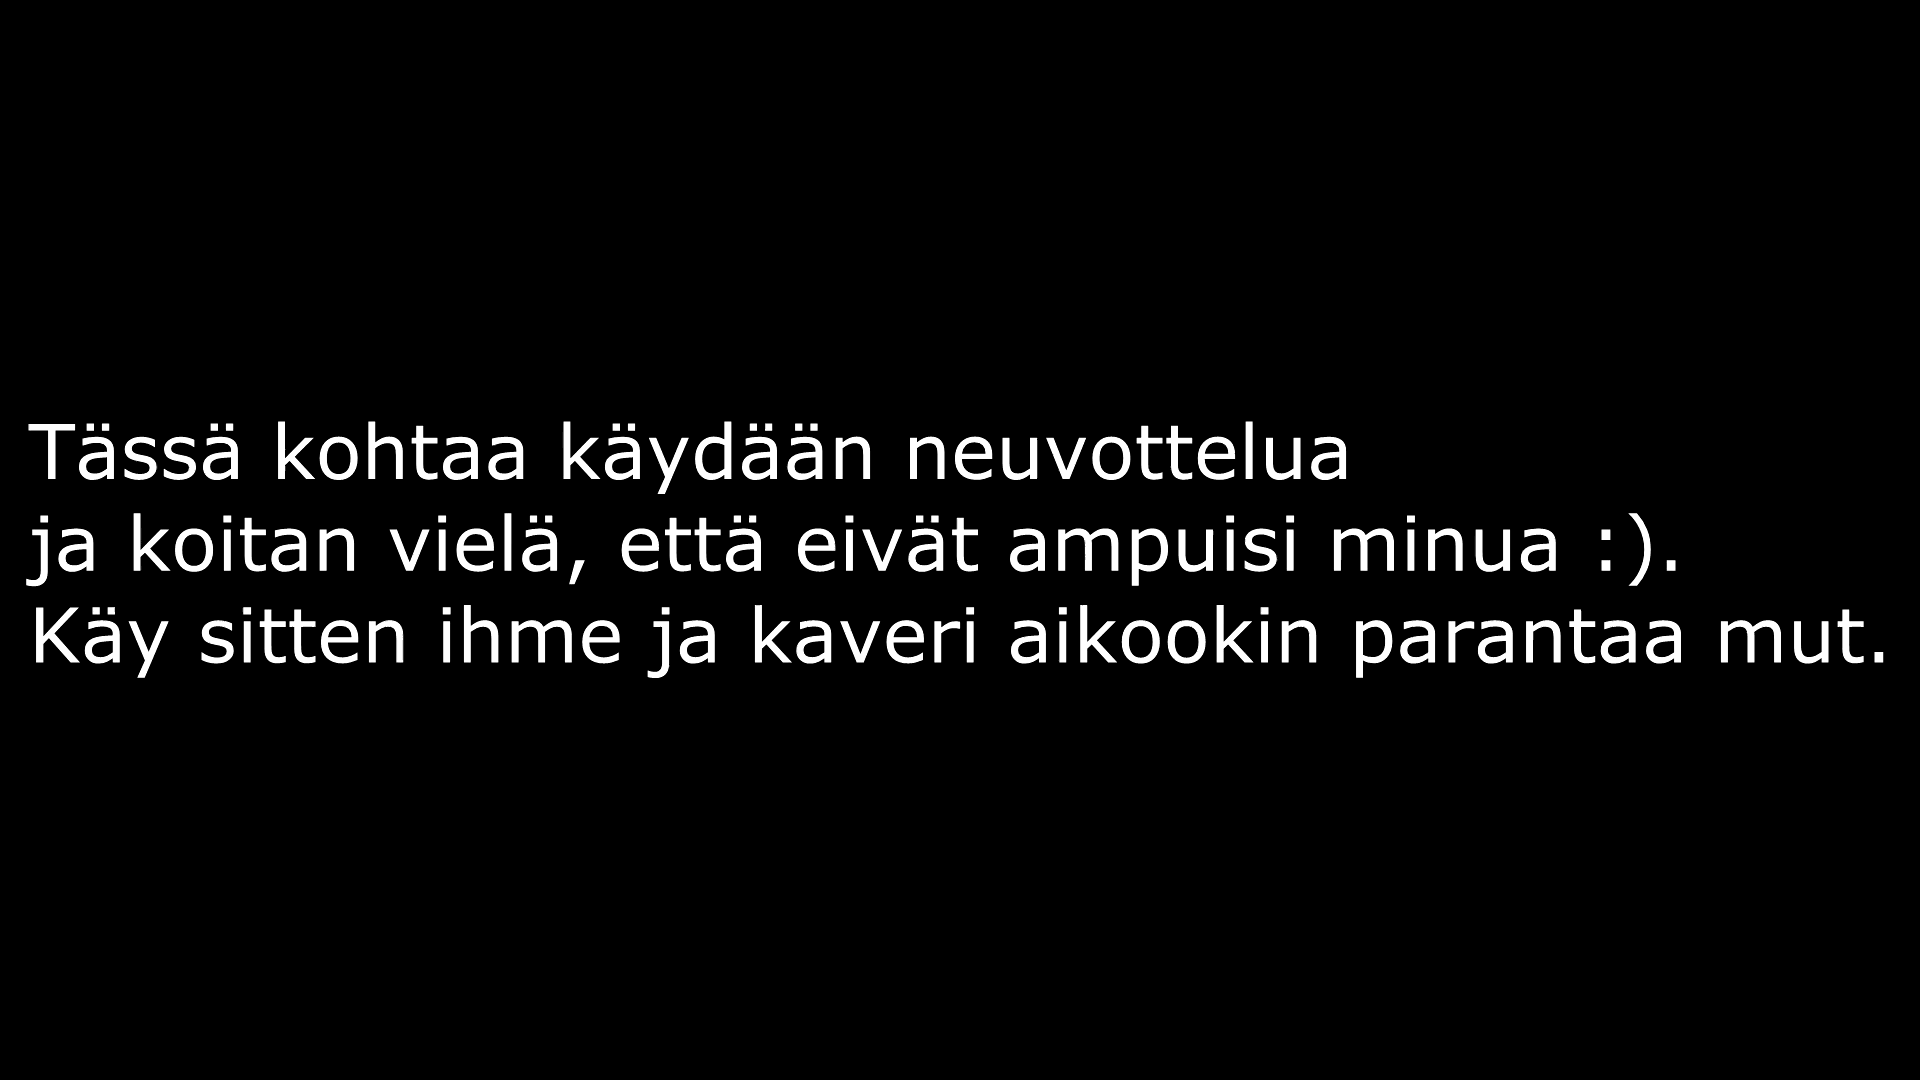 Tässä kohtaa käydään neuvottelua
ja koitan vielä, että eivät ampuisi minua :).
Käy sitten ihme ja kaveri aikookin parantaa mut.